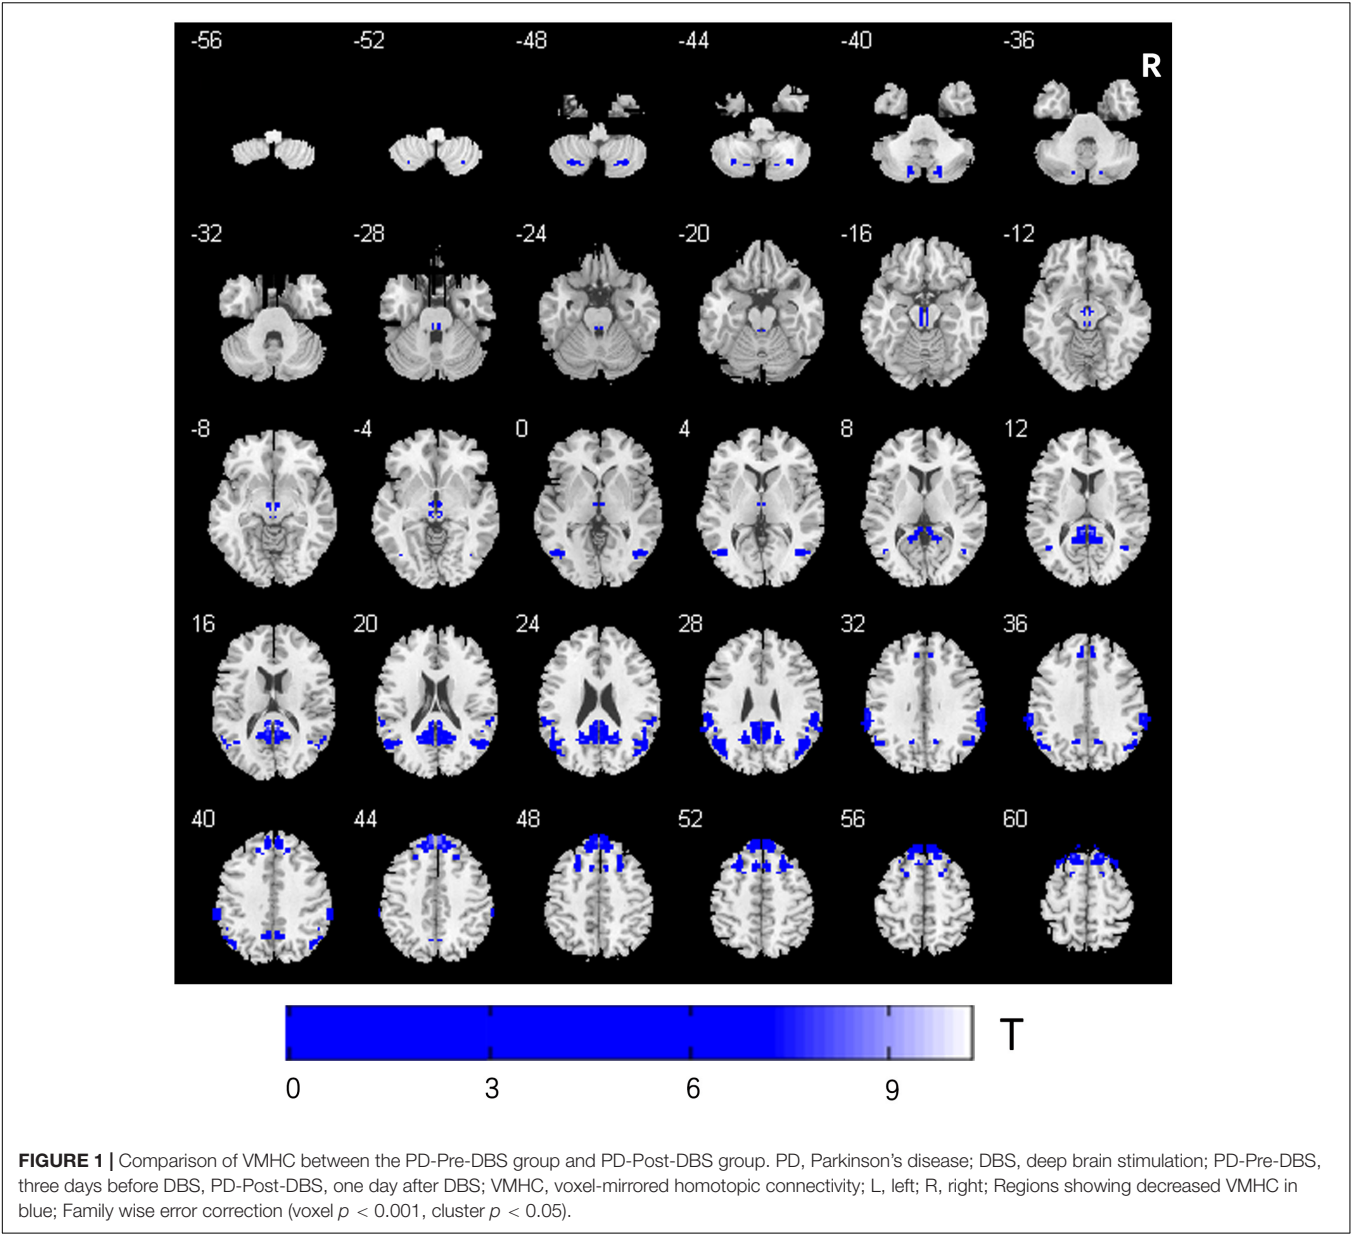 -56 -52 -48 -44 -40 -36
R
-32 -28 -24 -20 -16 -12
-8 -4 0 4 8 12
16 20 24 28 32 36
40 44 48 52 56 60
T
0 3 6 9
FIGURE 1 | Comparison of VMHC between the PD-Pre-DBS group and PD-Post-DBS group. PD, Parkinson's disease; DBS, deep brain stimulation; PD-Pre-DBS,
three days before DBS, PD-Post-DBS, one day after DBS; VMHC, voxel-mirrored homotopic connectivity; L, left; R, right; Regions showing decreased VMHC in
blue; Family wise error correction (voxel p < 0.001, cluster p < 0.05).